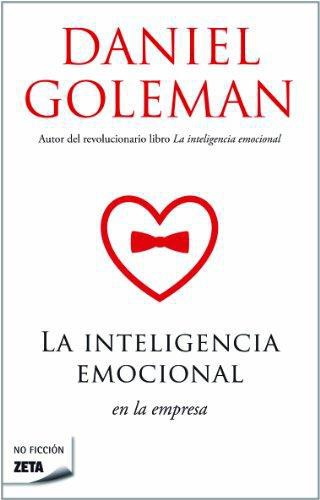 DANIEL
GOLEMAN
Autor del revolucionario libro La inteligencia emocional
LA INTELIGENCIA
EMOCIONAL
en la empresa
NO FICCIÓN
ZETA